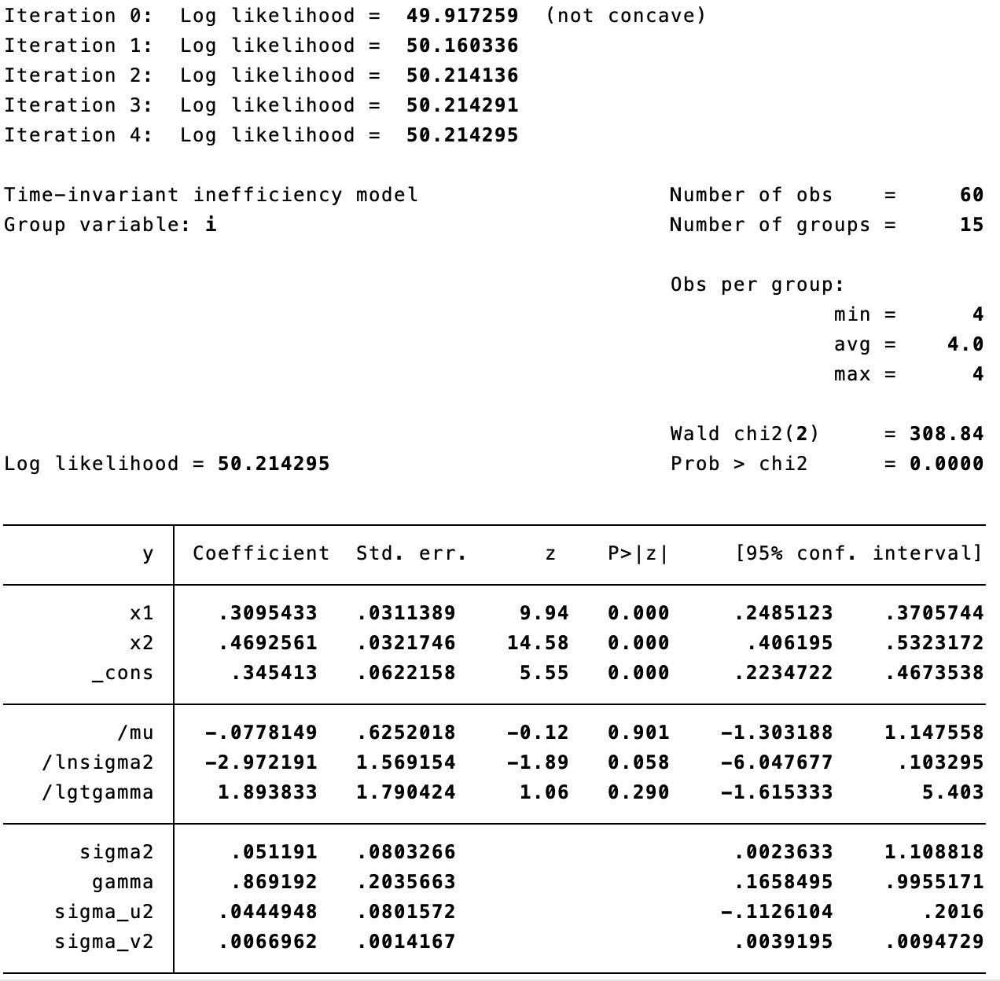 Iteration 0:  Log likelihood =  49.917259  (not concave)
Iteration 1:  Log likelihood =  50.160336
Iteration 2:  Log likelihood =  50.214136
Iteration 3:  Log likelihood =  50.214291
Iteration 4:  Log likelihood =  50.214295
Time-invariant inefficiency model Number of obs = 60
Group variable: i Number of groups = 15
Obs per group:
min = 4
avg = 4.0
max = 4
Wald chi2(2) = 308.84
Log likelihood = 50.214295 Prob > chi2 = 0.0000
y Coefficient Std. err. z P>|z| [95% conf. interval]
x1 .3095433 .0311389 9.94 0.000 .2485123 .3705744
x2 .4692561 .0321746 14.58 0.000 .406195 .5323172
_cons .345413 .0622158 5.55 0.000 .2234722 .4673538
/mu -.0778149 .6252018 -0.12 0.901 -1.303188 1.147558
/lnsigma2 -2.972191 1.569154 -1.89 0.058 -6.047677 .103295
/lgtgamma 1.893833 1.790424 1.06 0.290 -1.615333 5.403
sigma2 .051191 .0803266 .0023633 1.108818
gamma .869192 .2035663 .1658495 .9955171
sigma_u2 .0444948 .0801572 -.1126104 .2016
sigma_v2 .0066962 .0014167 .0039195 .0094729